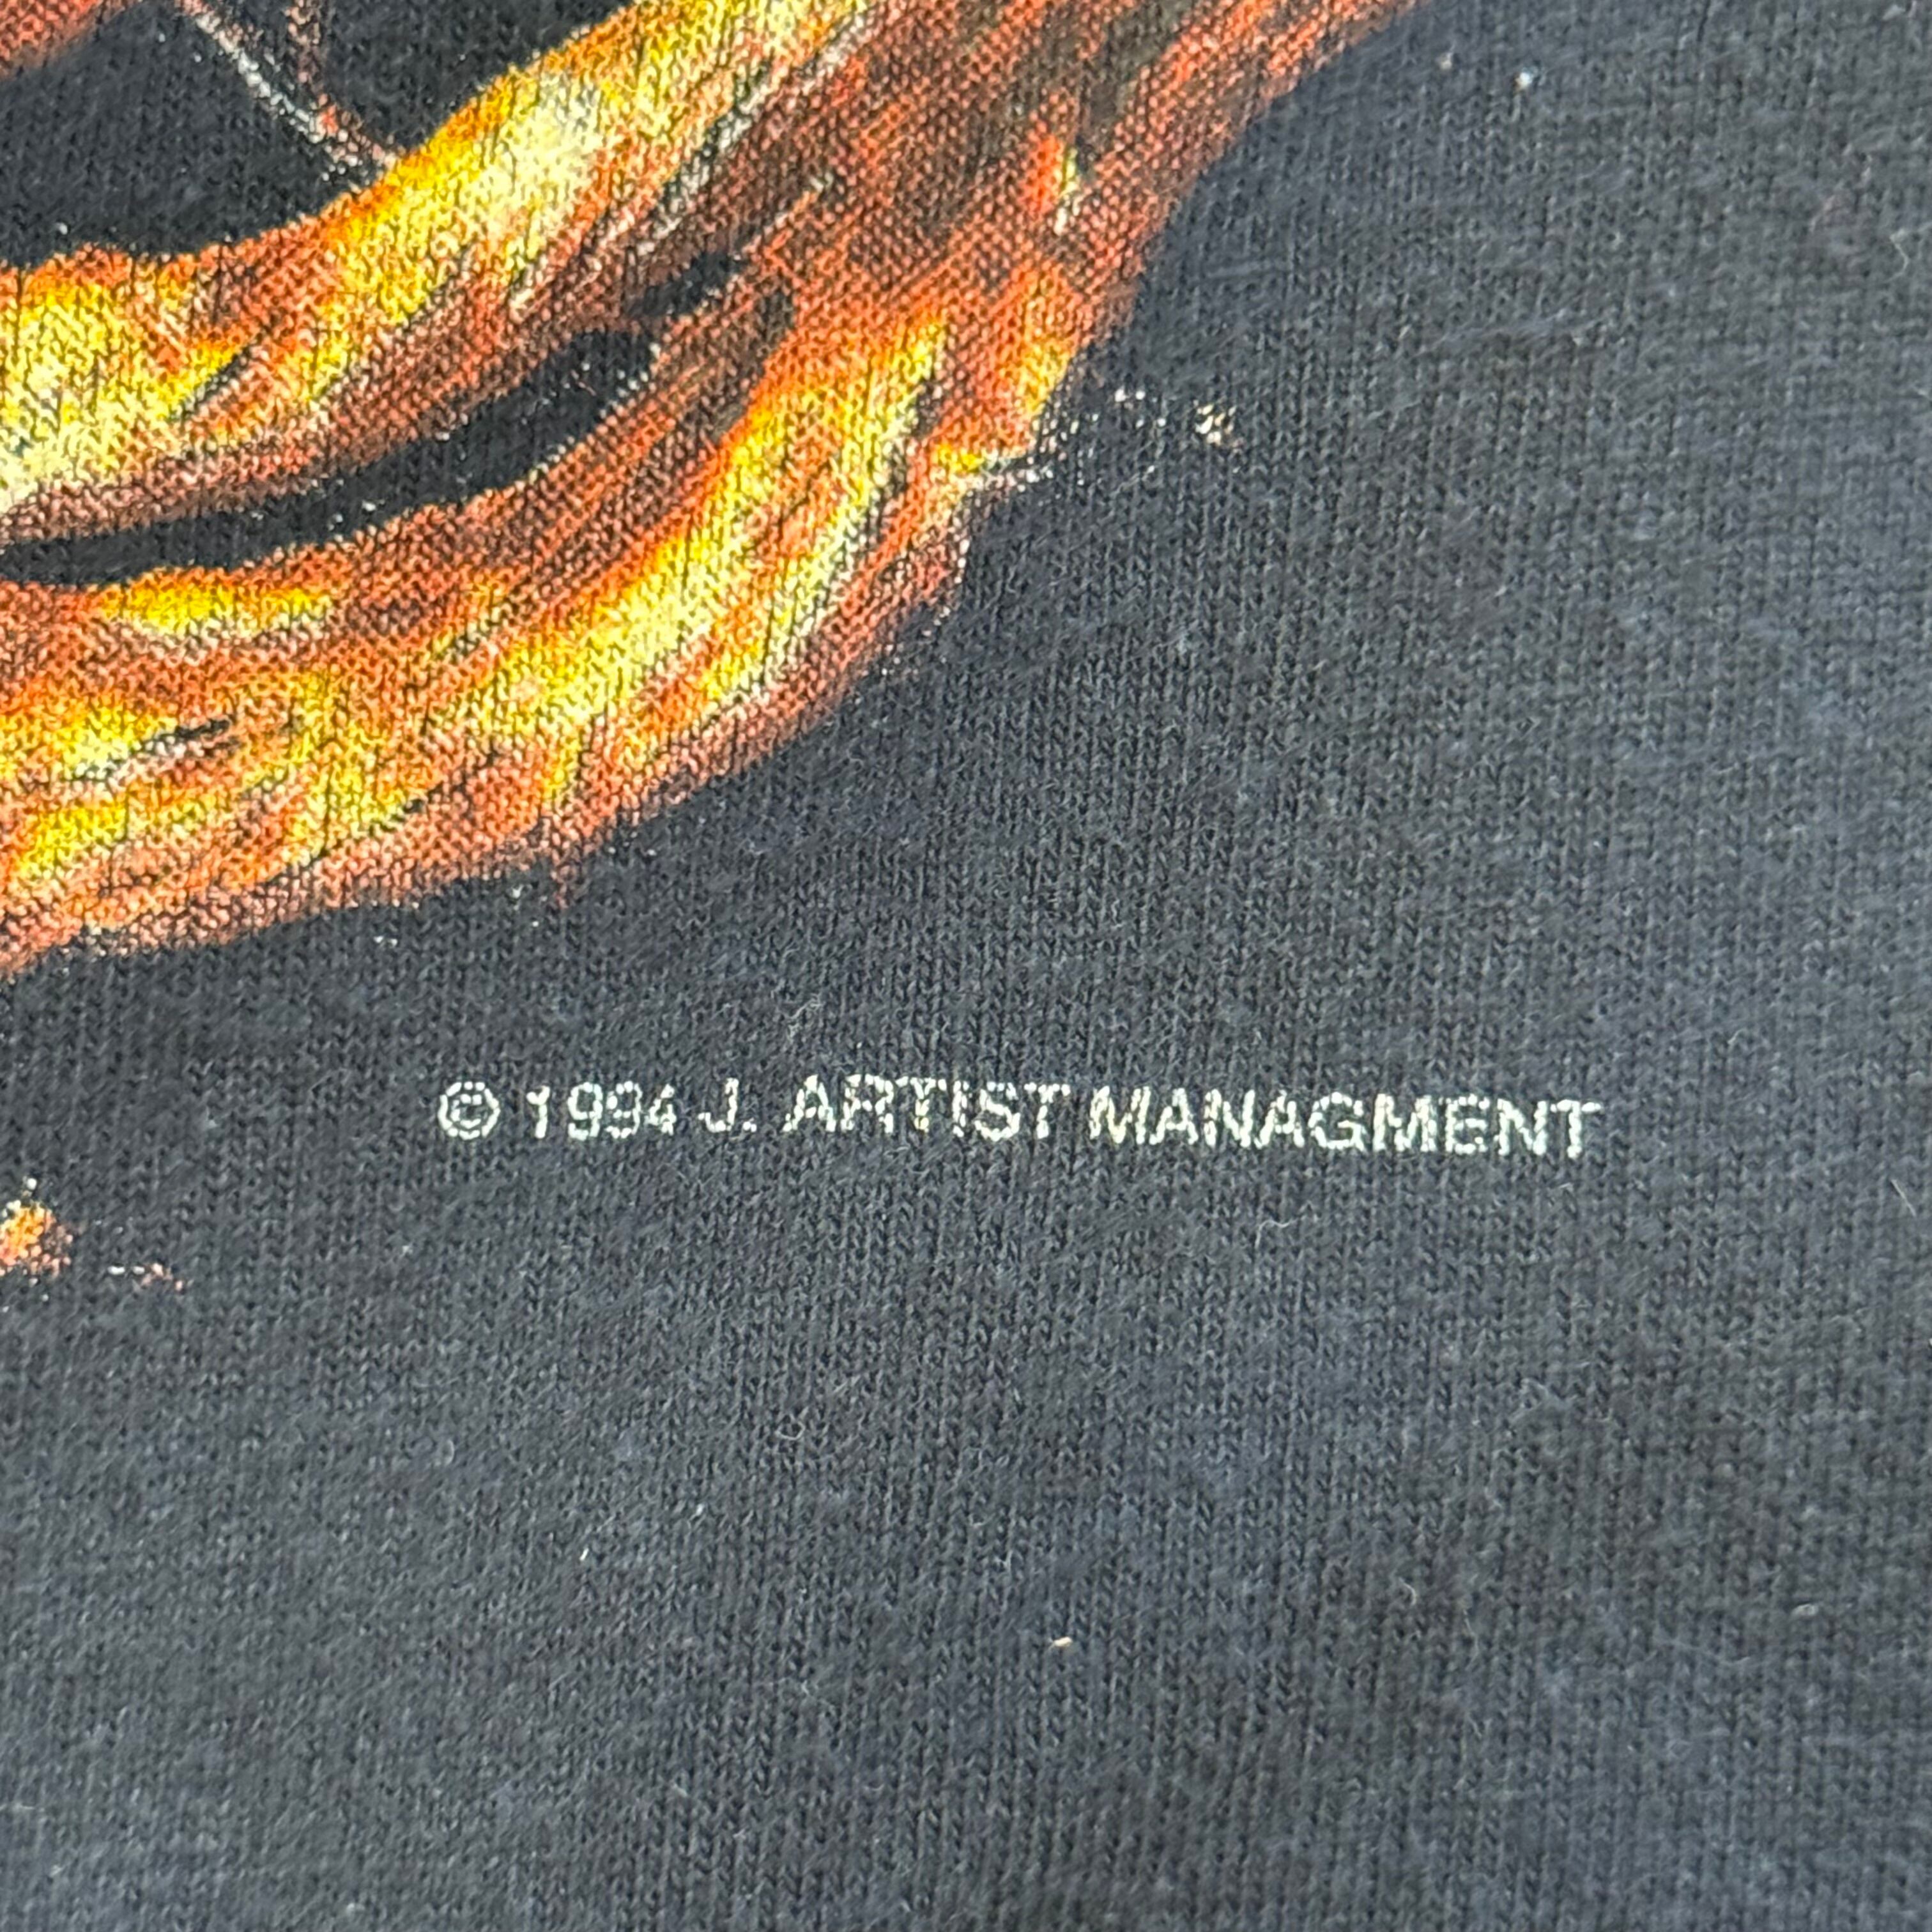 © 1994 J. ARTIST MANAGMENT